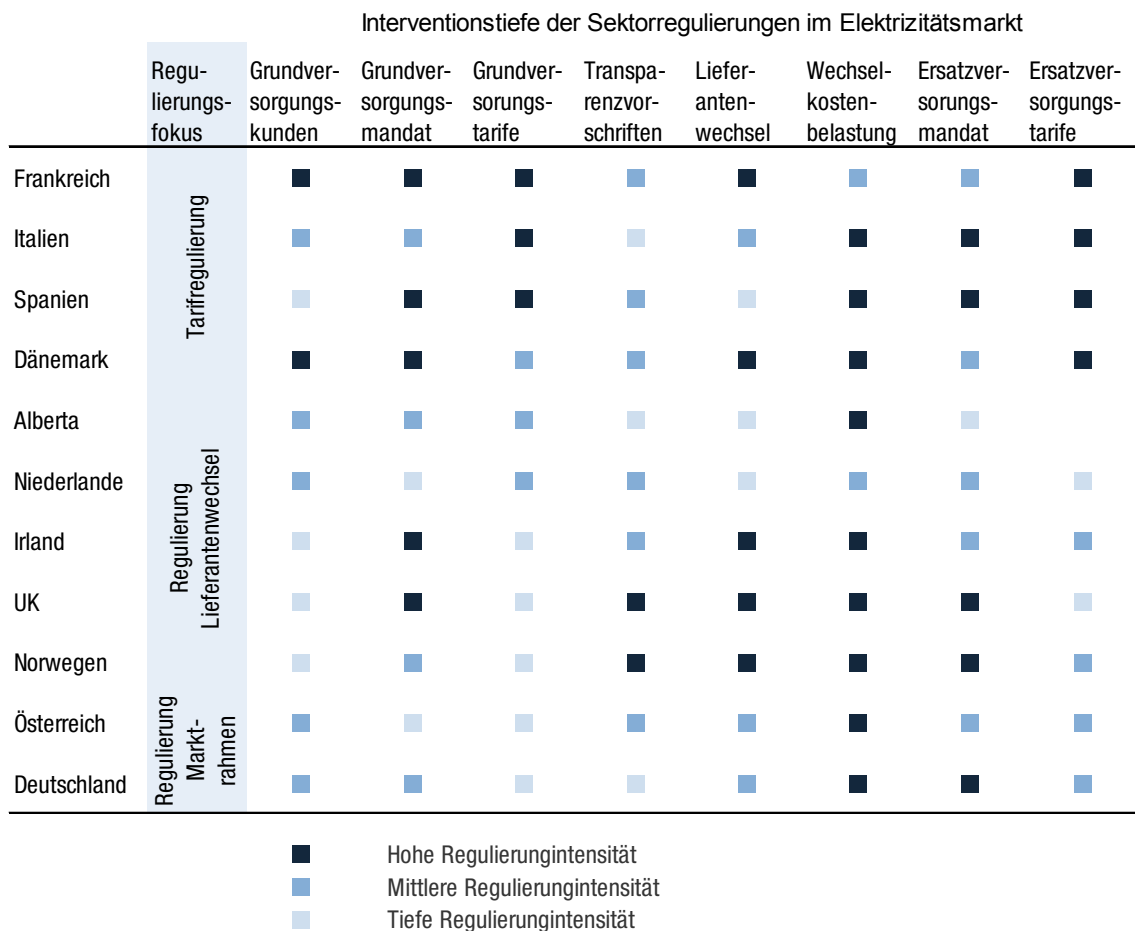 Interventionstiefe der Sektorregulierungen im Elektrizitätsmarkt
Regu-
lierungs-
fokus
Grundver-
sorgungs-
kunden
Grundver-
sorgungs-
mandat
Grundver-
sorungs-
tarife
Transpa-
renzvor-
schriften
Liefer-
anten-
wechsel
Wechsel-
kosten-
belastung
Ersatzver-
sorungs-
mandat
Ersatzver-
sorgungs-
tarife
Tarifregulierung
Frankreich
Italien
Spanien
Dänemark
Regulierung
Lieferantenwechsel
Alberta
Niederlande
Irland
UK
Norwegen
Regulierung
Markt-
rahmen
Österreich
Deutschland
Hohe Regulierungintensität
Mittlere Regulierungintensität
Tiefe Regulierungintensität